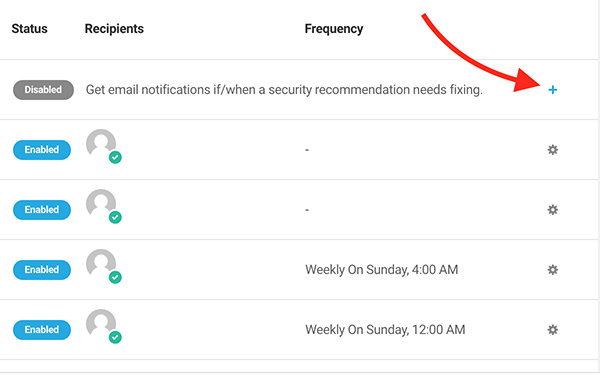 Status Recipients Frequency
Disabled Get email notifications if/when a security recommendation needs fixing. +
Enabled -
Enabled -
Enabled Weekly On Sunday, 4:00 AM
Enabled Weekly On Sunday, 12:00 AM